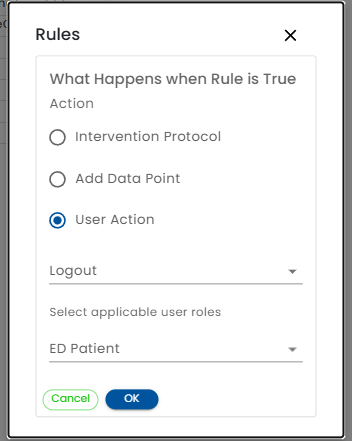 Rules
What Happens when Rule is True
Action
Intervention Protocol
Add Data Point
User Action
Logout
Select applicable user roles
ED Patient
Cancel OK